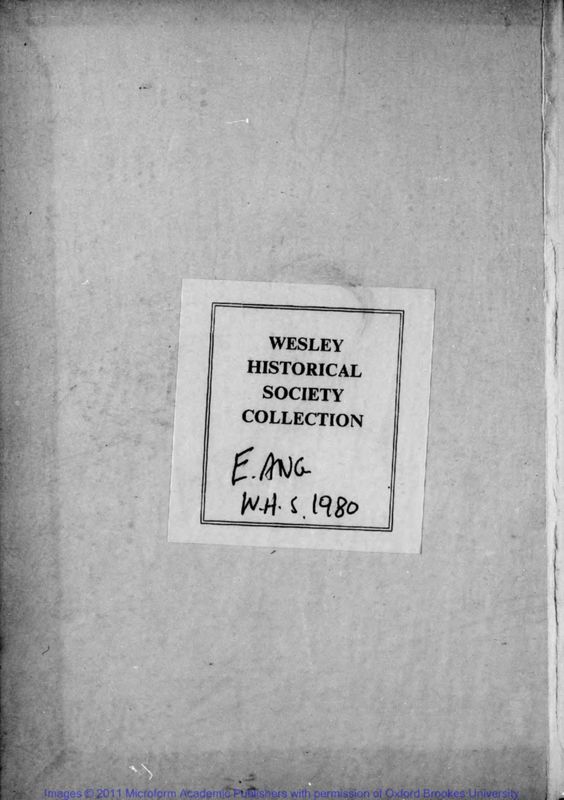 WESLEY
HISTORICAL
SOCIETY
COLLECTION
E. ANG
W.H.S. 1980
Images © 2011 Microform Academic Publishers with permission of Oxford Brookes University